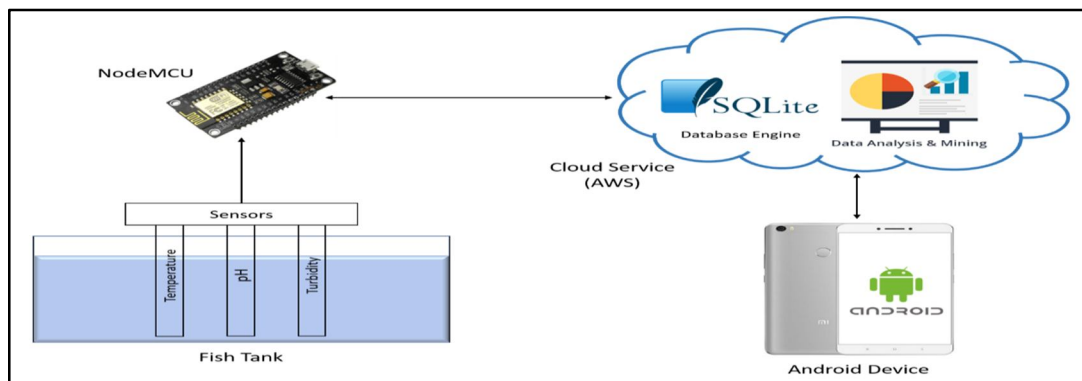 NodeMCU
SQLite
Database Engine
Data Analysis & Mining
Cloud Service
(AWS)
Sensors
Temperature
pH
Turbidity
Fish Tank
mi
android
Android Device